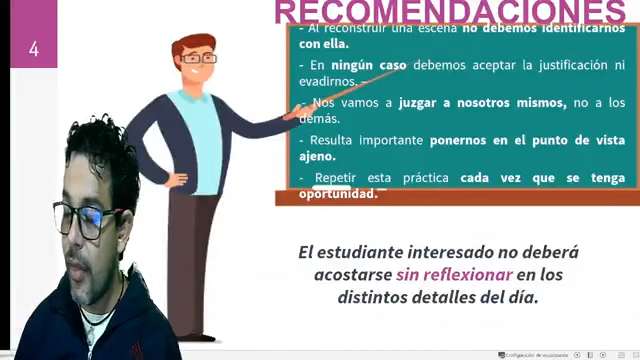 RECOMENDACIONES
4
- Al reconstruir una escena no debemos identificarnos
con ella.
- En ningún caso debemos aceptar la justificación ni
evadirnos.
- Nos vamos a juzgar a nosotros mismos, no a los
demás.
- Resulta importante ponernos en el punto de vista
ajeno.
- Repetir esta práctica cada vez que se tenga
oportunidad.
El estudiante interesado no deberá
acostarse sin reflexionar en los
distintos detalles del día.